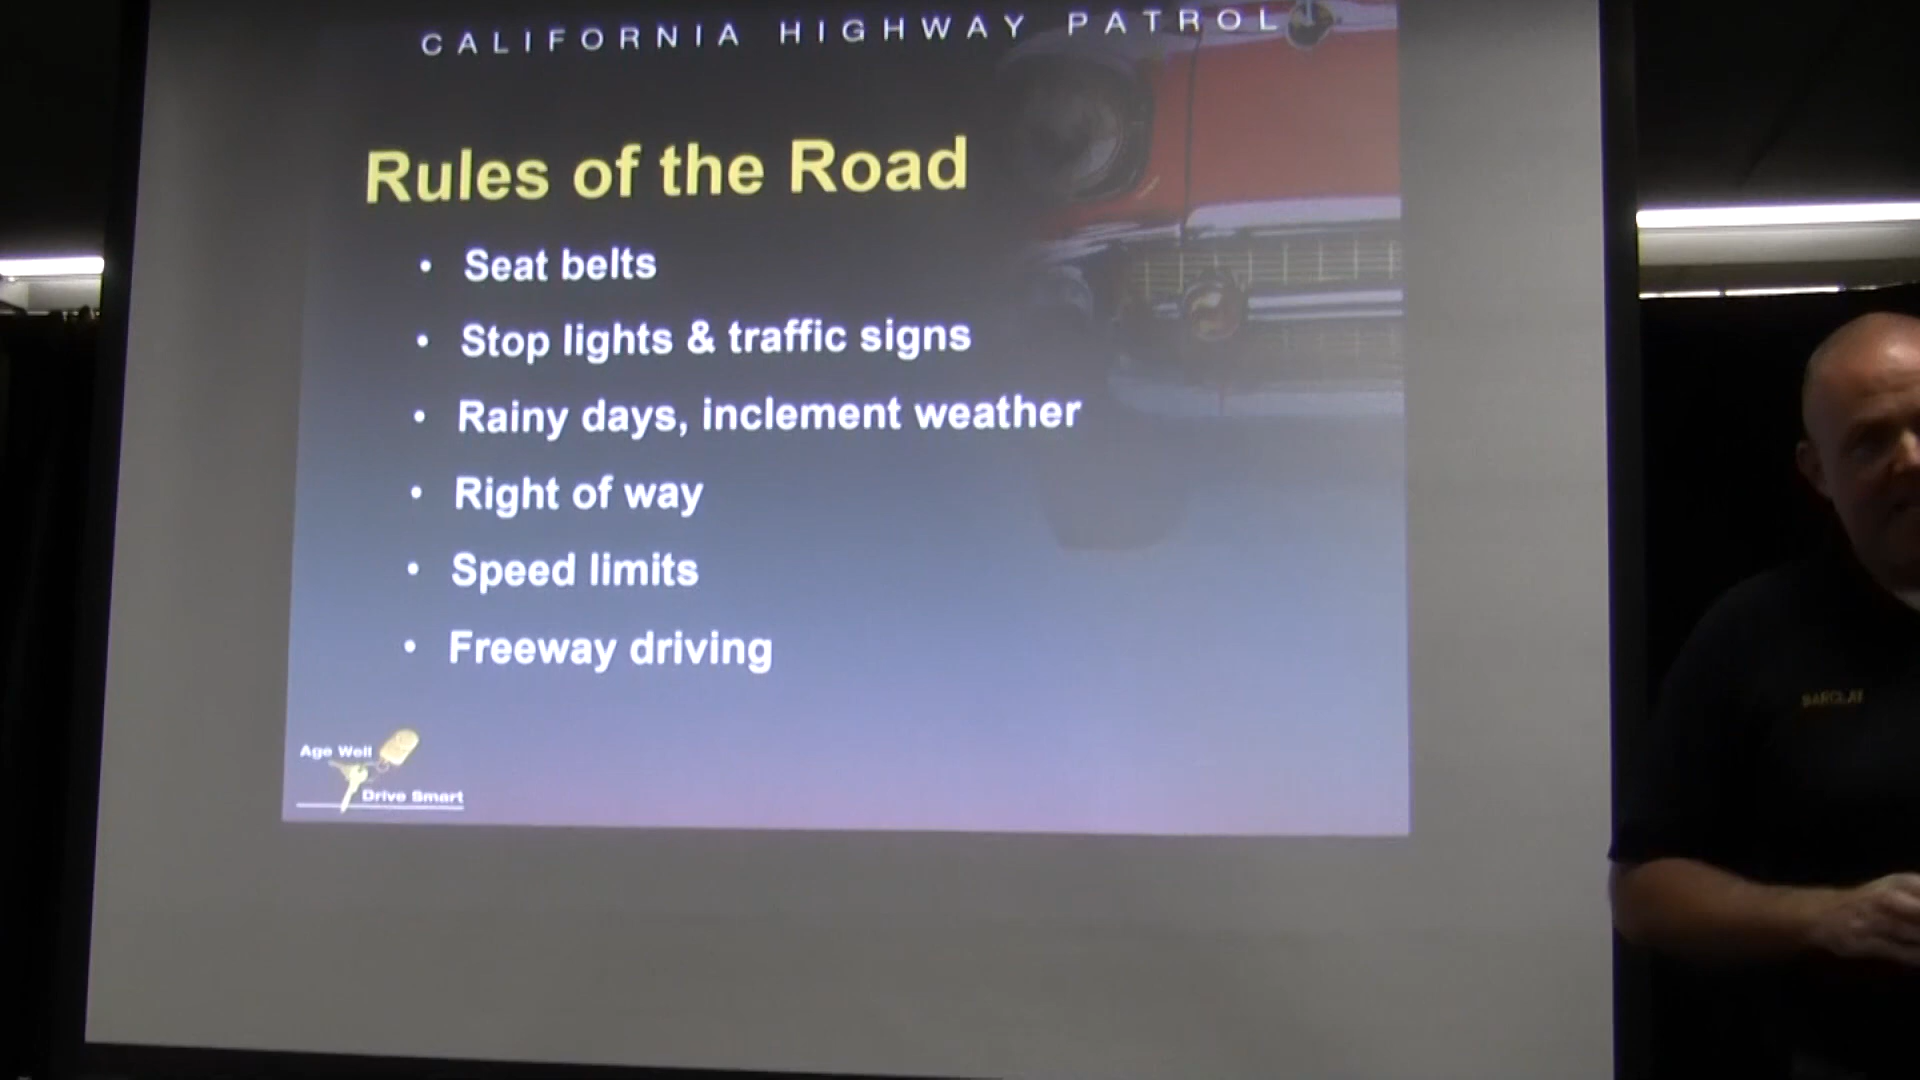 CALIFORNIA HIGHWAY PATROL
Rules of the Road
• Seat belts
• Stop lights & traffic signs
• Rainy days, inclement weather
• Right of way
• Speed limits
• Freeway driving
Age Well
Drive Smart
BARCLAY